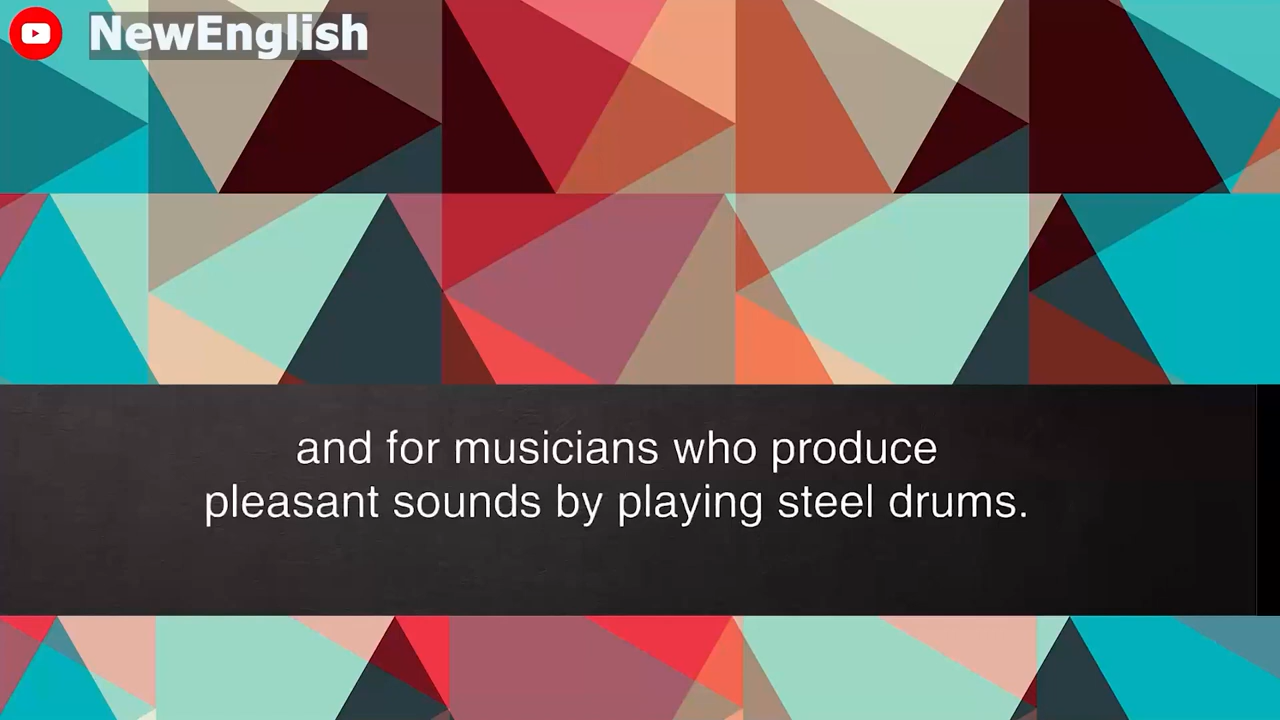 NewEnglish
and for musicians who produce
pleasant sounds by playing steel drums.